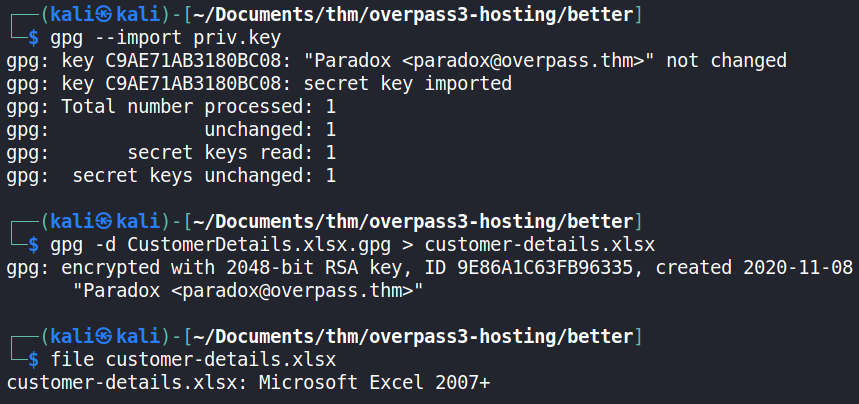 ┌──(kali㉿kali)-[~/Documents/thm/overpass3-hosting/better]
└─$ gpg --import priv.key
gpg: key C9AE71AB3180BC08: "Paradox <paradox@overpass.thm>" not changed
gpg: key C9AE71AB3180BC08: secret key imported
gpg: Total number processed: 1
gpg:              unchanged: 1
gpg:       secret keys read: 1
gpg:  secret keys unchanged: 1
┌──(kali㉿kali)-[~/Documents/thm/overpass3-hosting/better]
└─$ gpg -d CustomerDetails.xlsx.gpg > customer-details.xlsx
gpg: encrypted with 2048-bit RSA key, ID 9E86A1C63FB96335, created 2020-11-08
      "Paradox <paradox@overpass.thm>"
┌──(kali㉿kali)-[~/Documents/thm/overpass3-hosting/better]
└─$ file customer-details.xlsx
customer-details.xlsx: Microsoft Excel 2007+